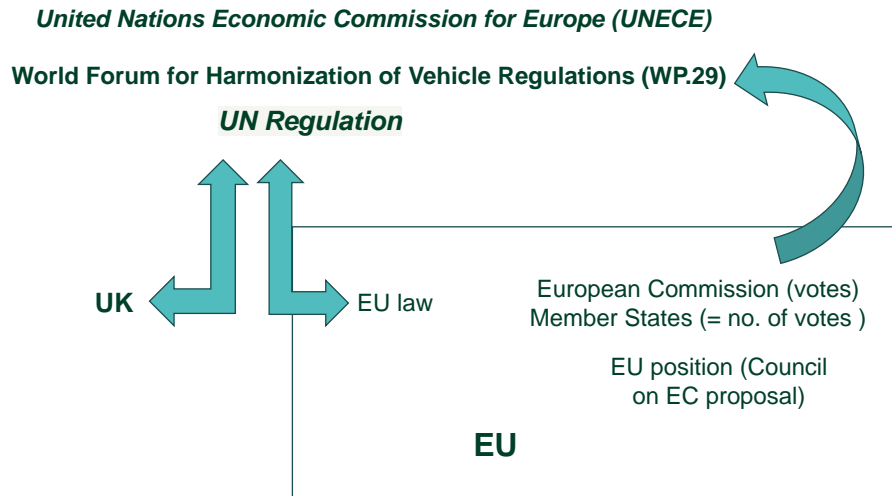 United Nations Economic Commission for Europe (UNECE)
World Forum for Harmonization of Vehicle Regulations (WP.29)
UN Regulation
UK
EU law
European Commission (votes)
Member States (= no. of votes )
EU position (Council
on EC proposal)
EU